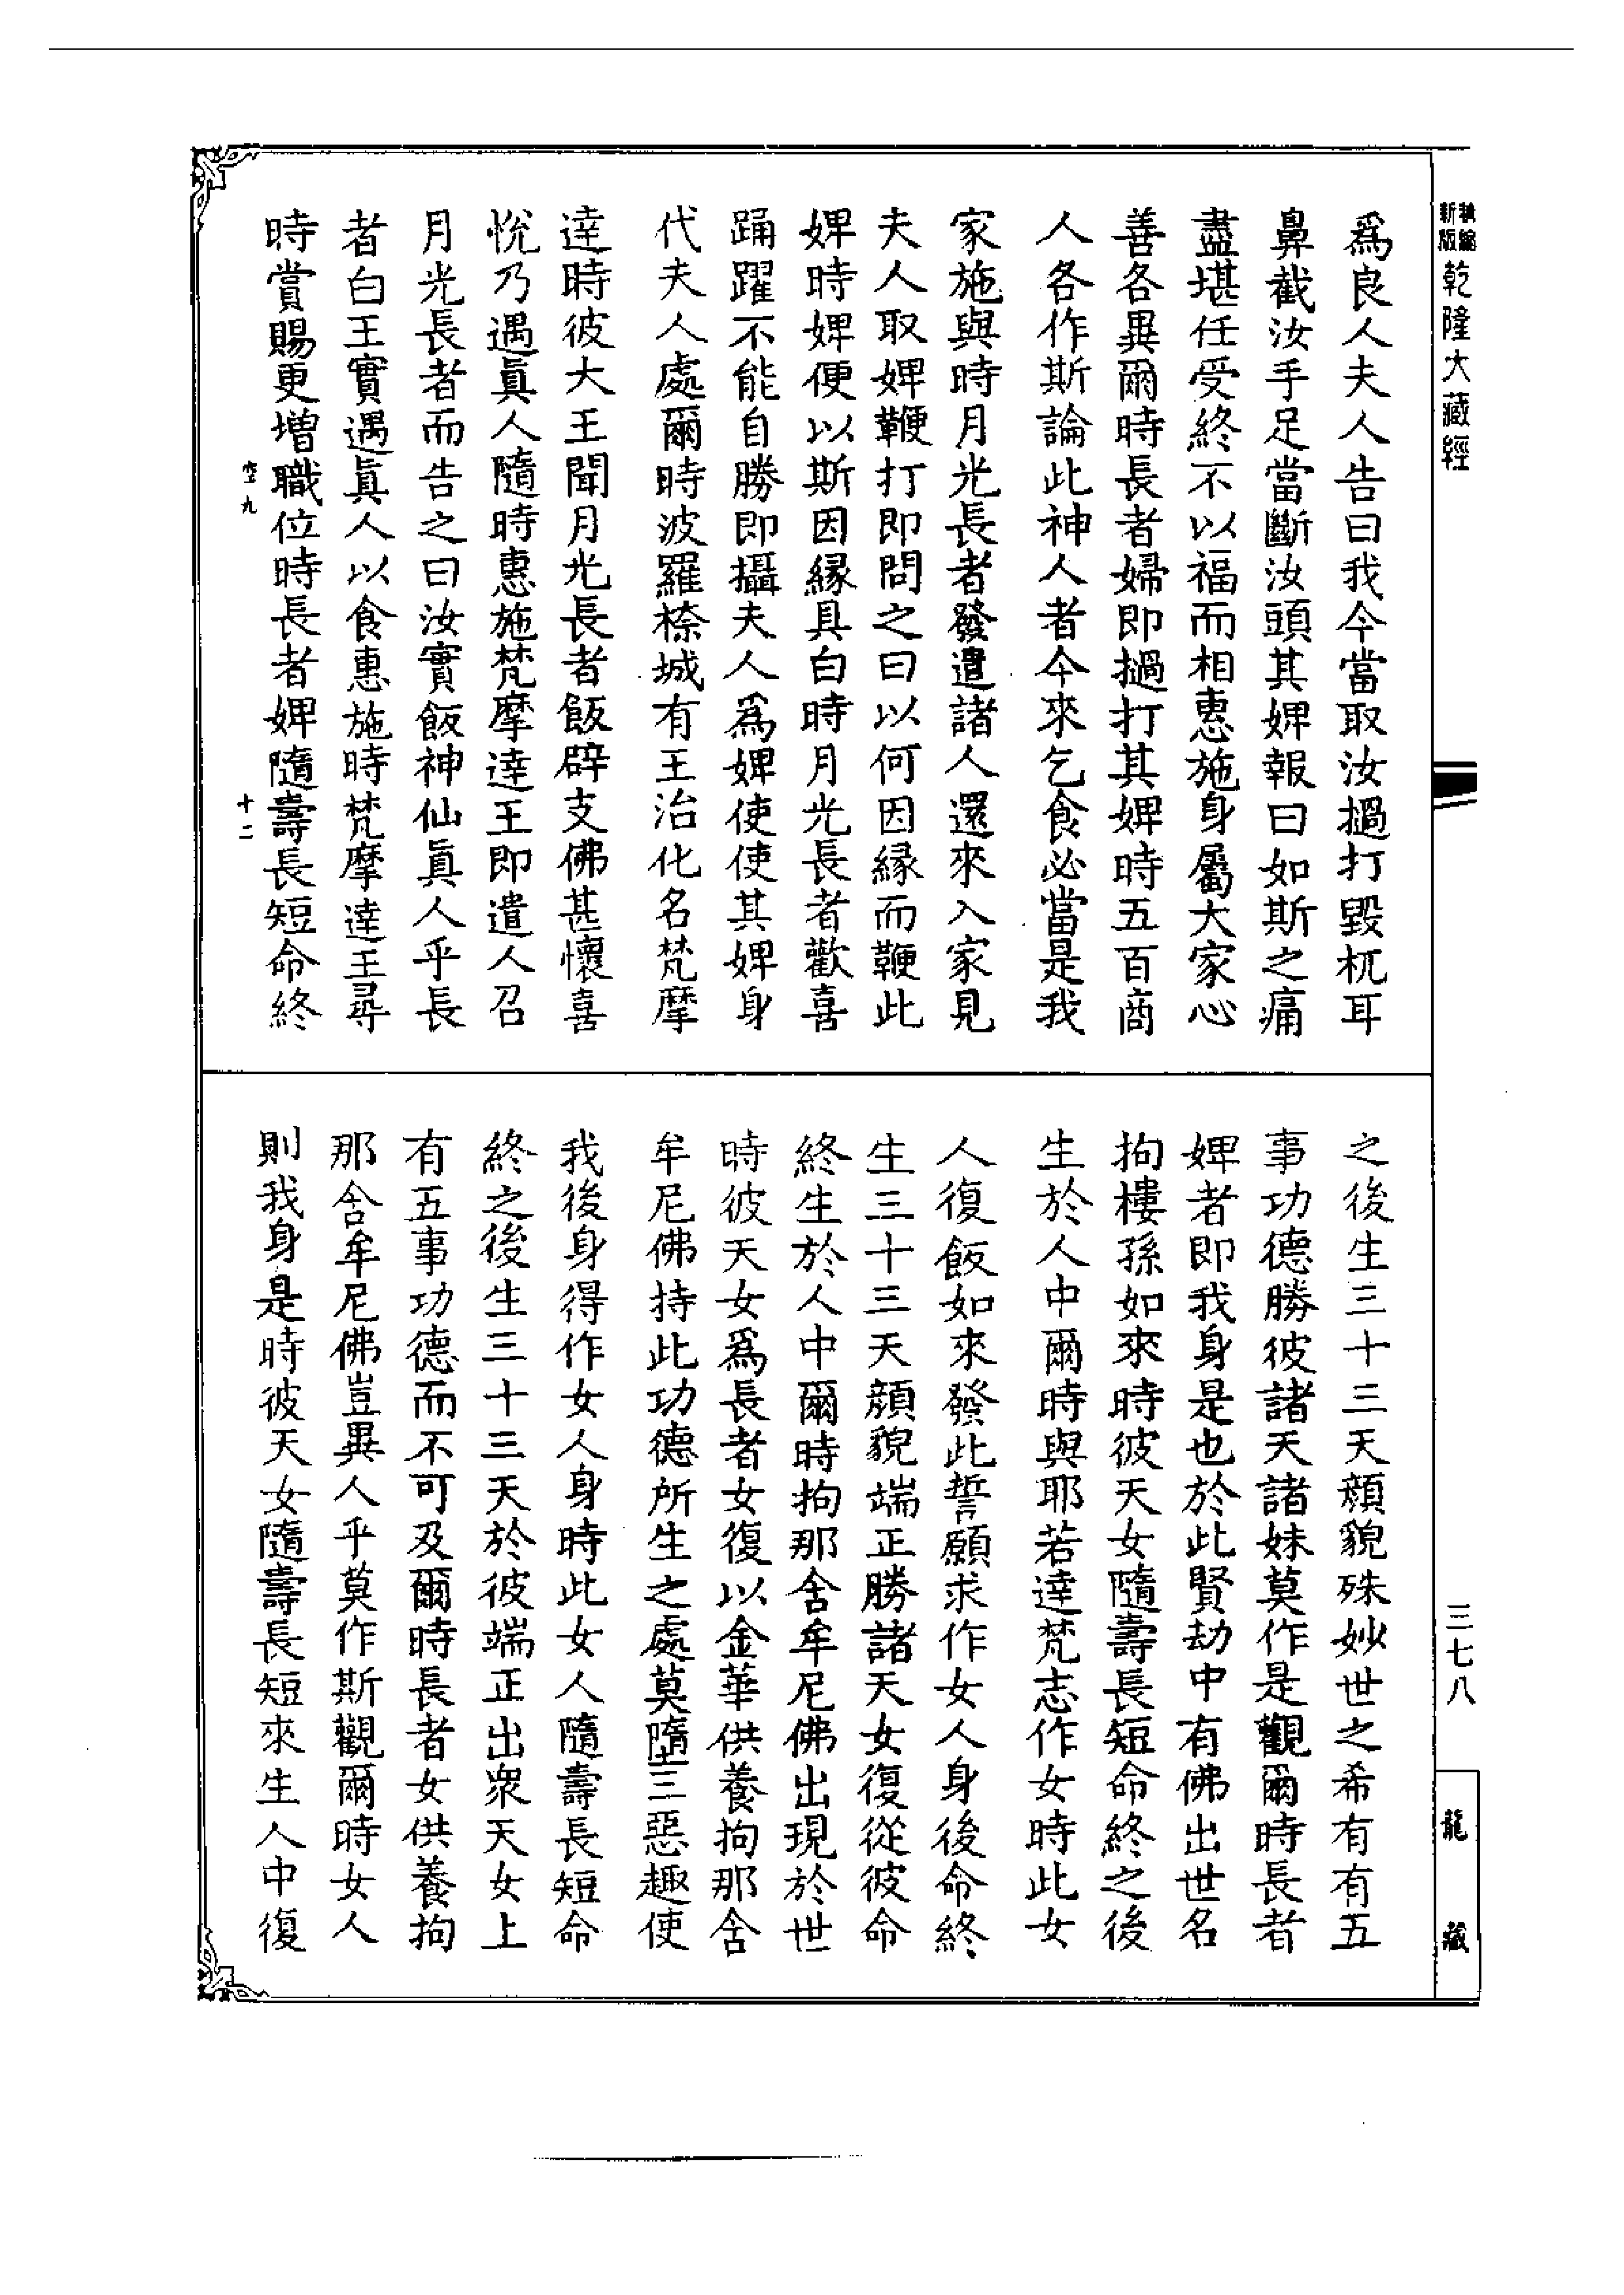 新編縮版乾隆大藏經
為良人夫人告曰我今當取汝撾打毀杌耳
鼻截汝手足當斷汝頭其婢報曰如斯之痛
盡堪任受終不以福而相惠施身屬大家心
善各異爾時長者婦即撾打其婢時五百商
人各作斯論此神人者今來乞食必當是我
家施與時月光長者發遣諸人還來入家見
夫人取婢鞭打即問之曰以何因緣而鞭此
婢時婢便以斯因緣具白時月光長者歡喜
踊躍不能自勝即攝夫人為婢使使其婢身
代夫人處爾時波羅㮈城有王治化名梵摩
達時彼大王聞月光長者飯辟支佛甚懷喜
悅乃遇眞人隨時惠施梵摩達王即遣人召
月光長者而告之曰汝實飯神仙眞人乎長
者白王實遇眞人以食惠施時梵摩達王尋
時賞賜更增職位時長者婢隨壽長短命終
空九
十二
之後生三十三天顏貌殊妙世之希有有五
事功德勝彼諸天諸妹莫作是觀爾時長者
婢者即我身是也於此賢劫中有佛出世名
拘樓孫如來時彼天女隨壽長短命終之後
生於人中爾時與耶若達梵志作女時此女
人復飯如來發此誓願求作女人身後命終
生三十三天顏貌端正勝諸天女復從彼命
終生於人中爾時拘那舍牟尼佛出現於世
時彼天女為長者女復以金華供養拘那舍
牟尼佛持此功德所生之處莫墮三惡趣使
我後身得作女人身時此女人隨壽長短命
終之後生三十三天於彼端正出衆天女上
有五事功德而不可及爾時長者女供養拘
那舍牟尼佛豈異人乎莫作斯觀爾時女人
則我身是時彼天女隨壽長短來生人中復
三七八
龍藏